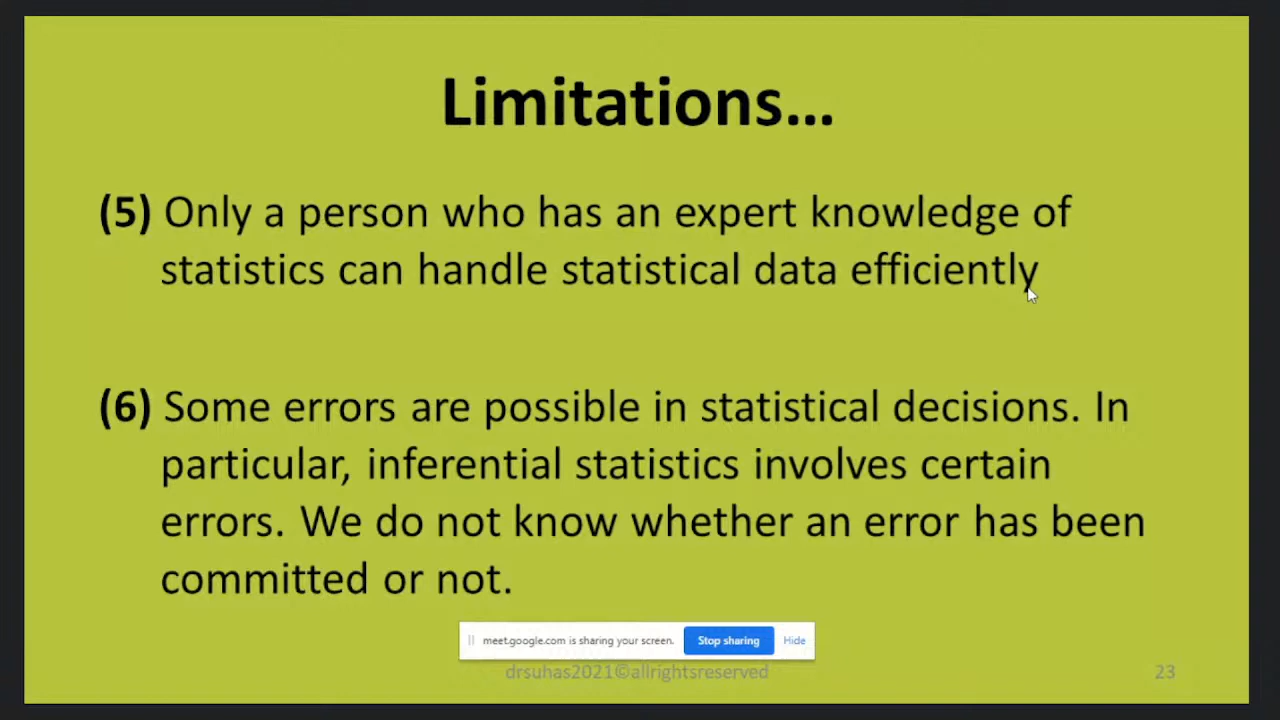 Limitations...
(5) Only a person who has an expert knowledge of
statistics can handle statistical data efficiently
(6) Some errors are possible in statistical decisions. In
particular, inferential statistics involves certain
errors. We do not know whether an error has been
committed or not.
meet.google.com is sharing your screen. Stop sharing Hide
drsuhas2021©allrightsreserved 23